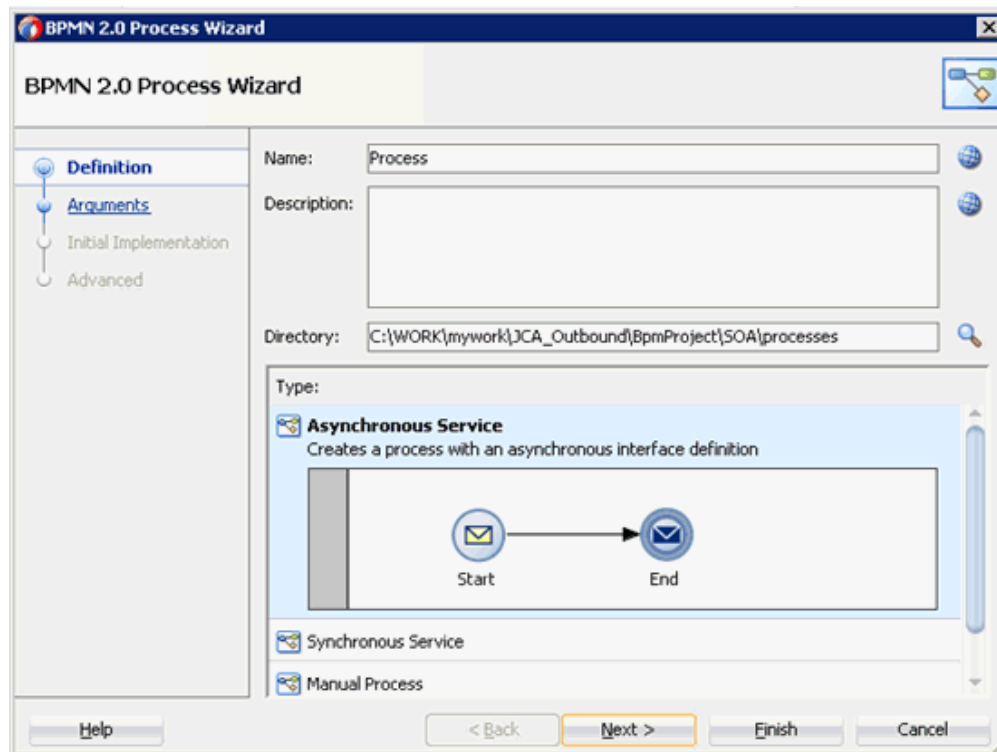 BPMN 2.0 Process Wizard
BPMN 2.0 Process Wizard
Definition
Arguments
Initial Implementation
Advanced
Name:
Process
Description:
Directory:
C:\WORK\mywork\JCA_Outbound\BpmProject\SOA\processes
Type:
Asynchronous Service
Creates a process with an asynchronous interface definition
Start
End
Synchronous Service
Manual Process
Help
< Back
Next >
Finish
Cancel